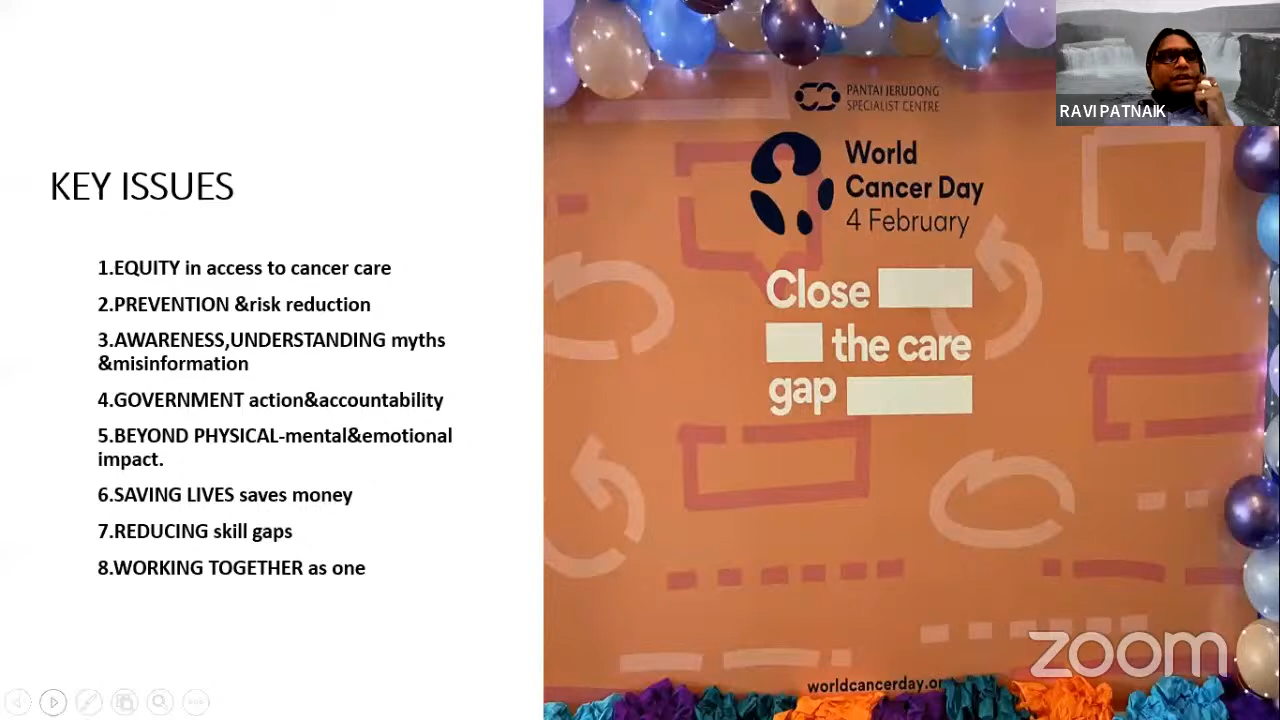 KEY ISSUES
1.EQUITY in access to cancer care
2.PREVENTION &risk reduction
3.AWARENESS,UNDERSTANDING myths
&misinformation
4.GOVERNMENT action&accountability
5.BEYOND PHYSICAL-mental&emotional
impact.
6.SAVING LIVES saves money
7.REDUCING skill gaps
8.WORKING TOGETHER as one
PANTAI JERUDONG
SPECIALIST CENTRE
World
Cancer Day
4 February
Close
the care
gap
worldcancerday.or
RAVI PATNAIK
zoom